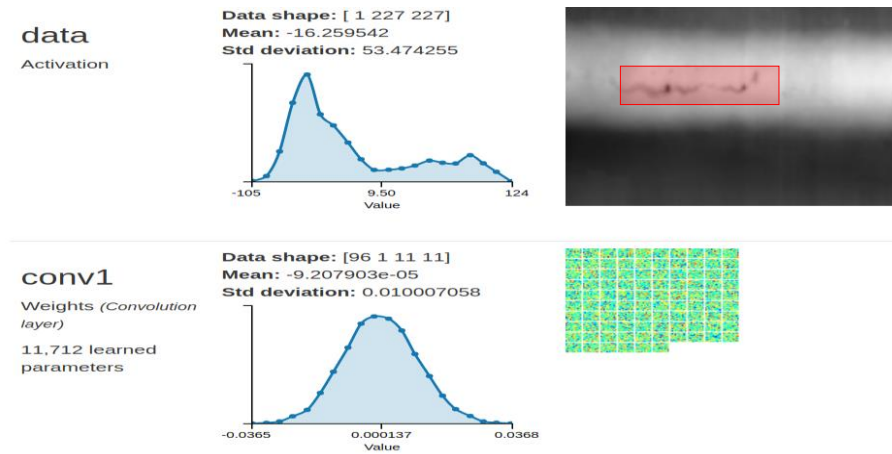 data
Activation
Data shape: [ 1 227 227]
Mean: -16.259542
Std deviation: 53.474255
-105 9.50 124
Value
conv1
Weights (Convolution
layer)
11,712 learned
parameters
Data shape: [96 1 11 11]
Mean: -9.207903e-05
Std deviation: 0.010007058
-0.0365 0.000137 0.0368
Value